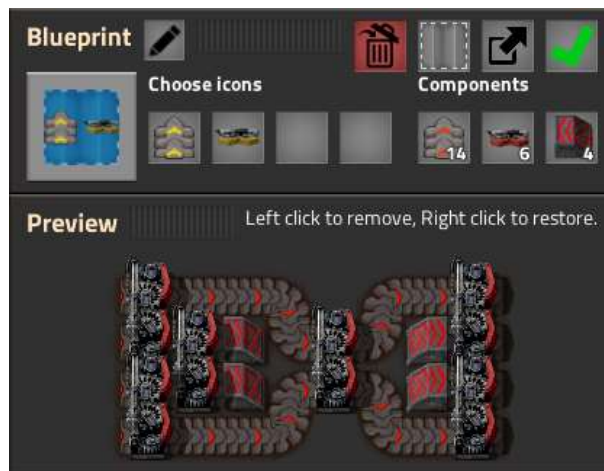 Blueprint
Choose icons
Components
14
6
4
Preview
Left click to remove, Right click to restore.